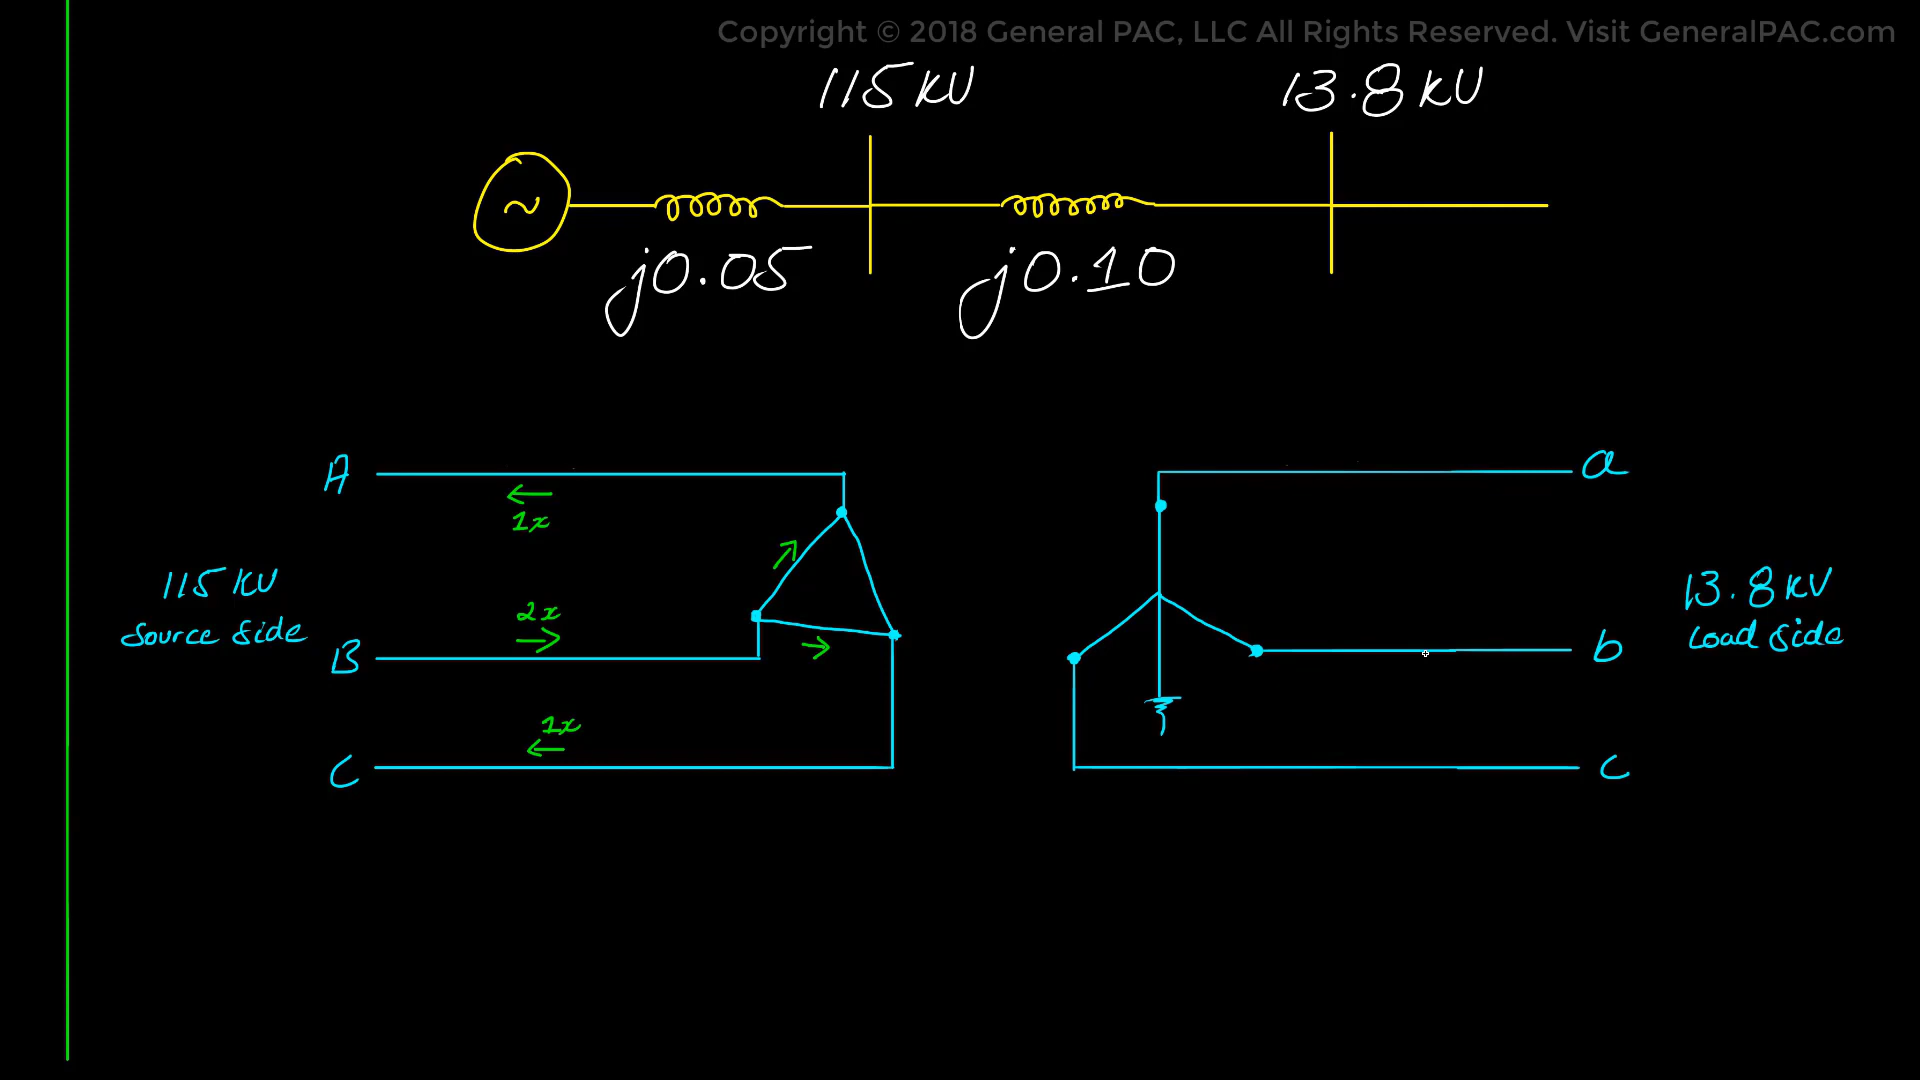 Copyright © 2018 General PAC, LLC All Rights Reserved. Visit GeneralPAC.com
115 kV 13.8 kV
~
j0.05 j0.10
A a
1x
115 kV 13.8 kV
2x
Source Side Load Side
B b
1x
C c